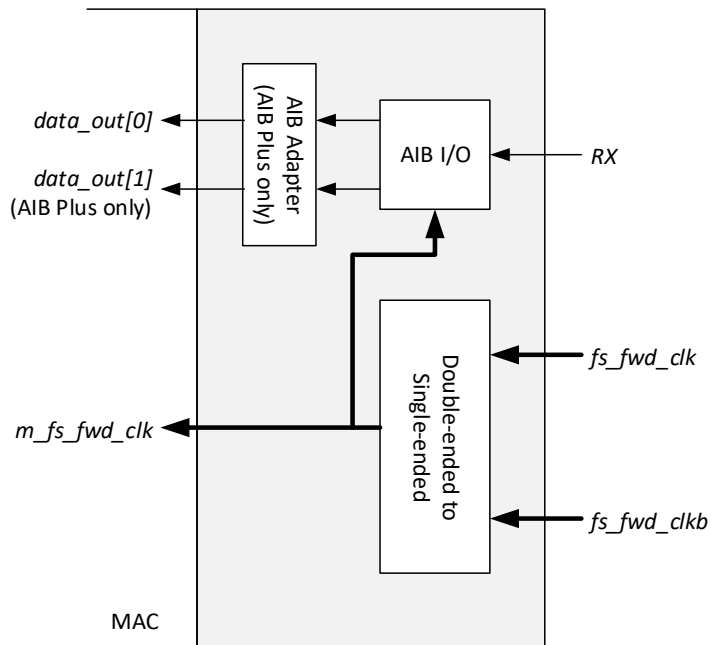 data_out[0]
data_out[1]
(AIB Plus only)
AIB Adapter
(AIB Plus only)
AIB I/O
RX
Double-ended to
Single-ended
fs_fwd_clk
m_fs_fwd_clk
fs_fwd_clkb
MAC